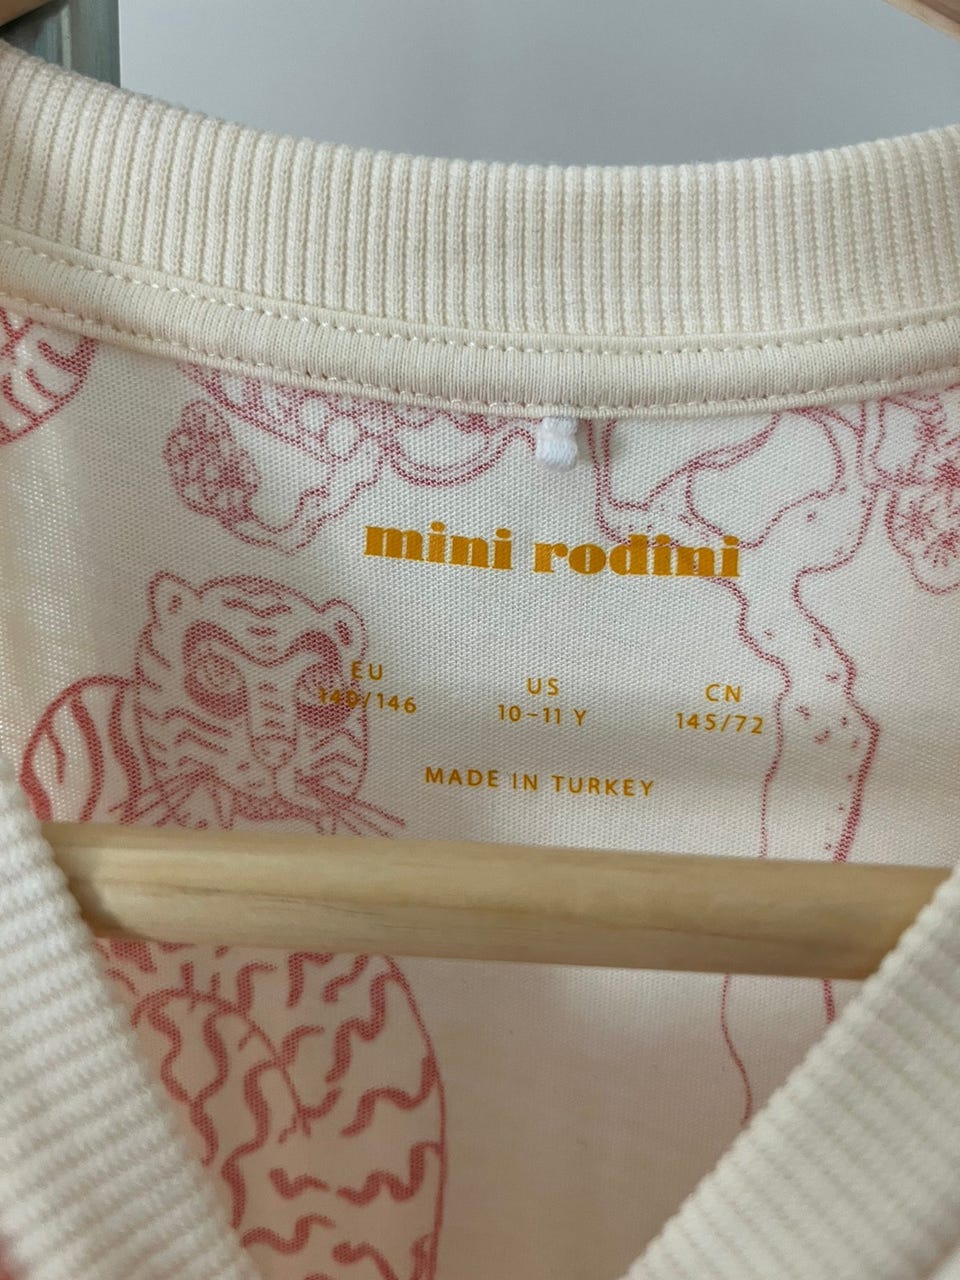 mini rodini
EU US CN
140/146 10-11 Y 145/72
MADE IN TURKEY